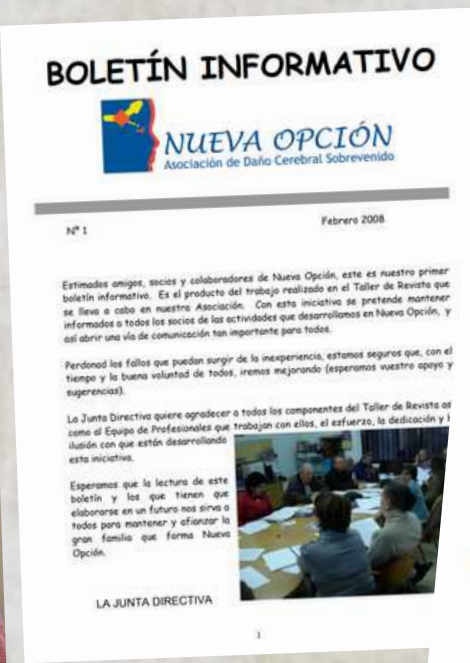 BOLETÍN INFORMATIVO
NUEVA OPCIÓN
Asociación de Daño Cerebral Sobrevenido
Nº 1
Febrero 2008
Estimados amigos, socios y colaboradores de Nueva Opción, este es nuestro primer
boletín informativo. Es el producto del trabajo realizado en el Taller de Revista que
se lleva a cabo en nuestra Asociación. Con esta iniciativa se pretende mantener
informados a todos los socios de las actividades que desarrollamos en Nueva Opción, y
así abrir una vía de comunicación tan importante para todos.
Perdonad los fallos que puedan surgir de la inexperiencia, estamos seguros que, con el
tiempo y la buena voluntad de todos, iremos mejorando (esperamos vuestro apoyo y
sugerencias).
La Junta Directiva quiere agradecer a todos los componentes del Taller de Revista as
como al Equipo de Profesionales que trabajan con ellos, el esfuerzo, la dedicación y l
ilusión con que están desarrollando
esta iniciativa.
Esperamos que la lectura de este
boletín y los que tienen que
elaborarse en un futuro nos sirva a
todos para mantener y afianzar la
gran familia que forma Nueva
Opción.
LA JUNTA DIRECTIVA
1